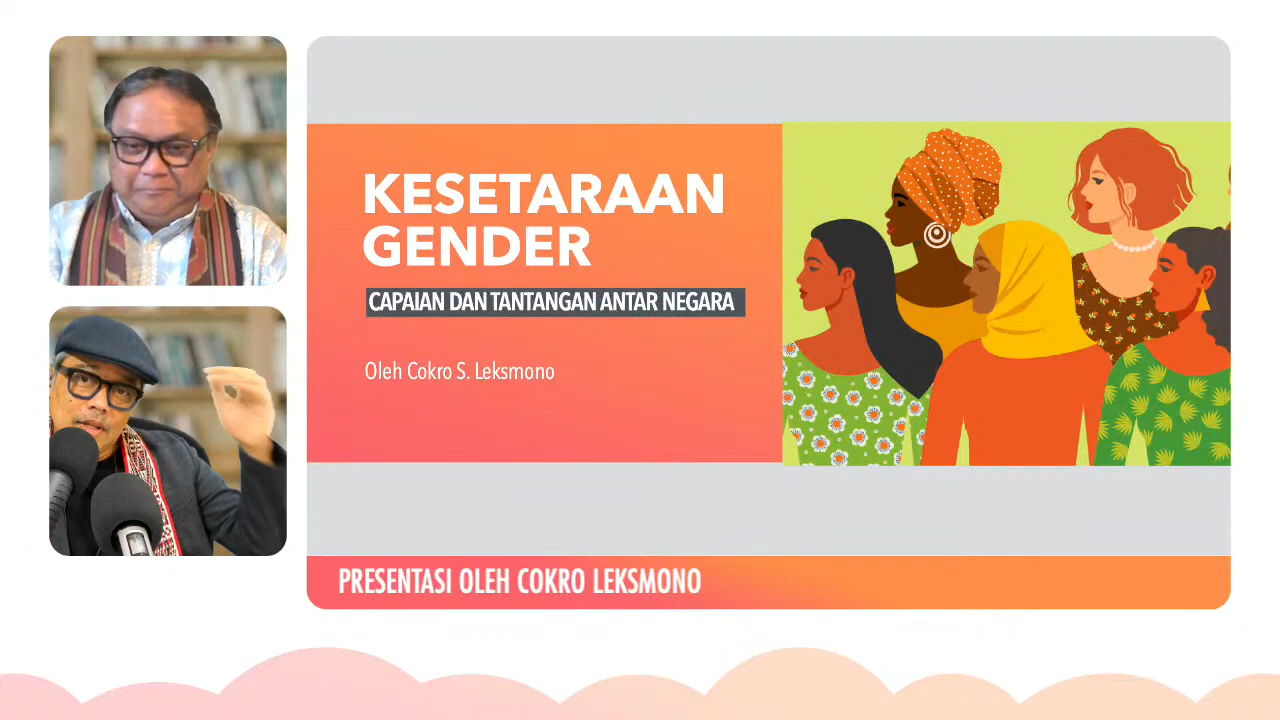 KESETARAAN
GENDER
CAPAIAN DAN TANTANGAN ANTAR NEGARA
Oleh Cokro S. Leksmono
PRESENTASI OLEH COKRO LEKSMONO